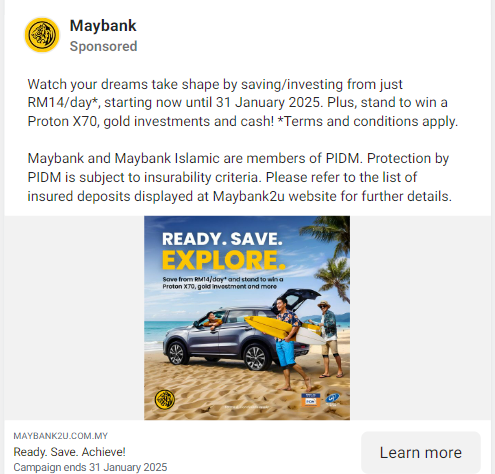 Maybank
Sponsored
Watch your dreams take shape by saving/investing from just
RM14/day*, starting now until 31 January 2025. Plus, stand to win a
Proton X70, gold investments and cash! *Terms and conditions apply.
Maybank and Maybank Islamic are members of PIDM. Protection by
PIDM is subject to insurability criteria. Please refer to the list of
insured deposits displayed at Maybank2u website for further details.
READY. SAVE.
EXPLORE.
Save from RM14/day* and stand to win a
Proton X70, gold investment and more
PIDM
MAYBANK2U.COM.MY
Ready. Save. Achieve!
Campaign ends 31 January 2025
Learn more